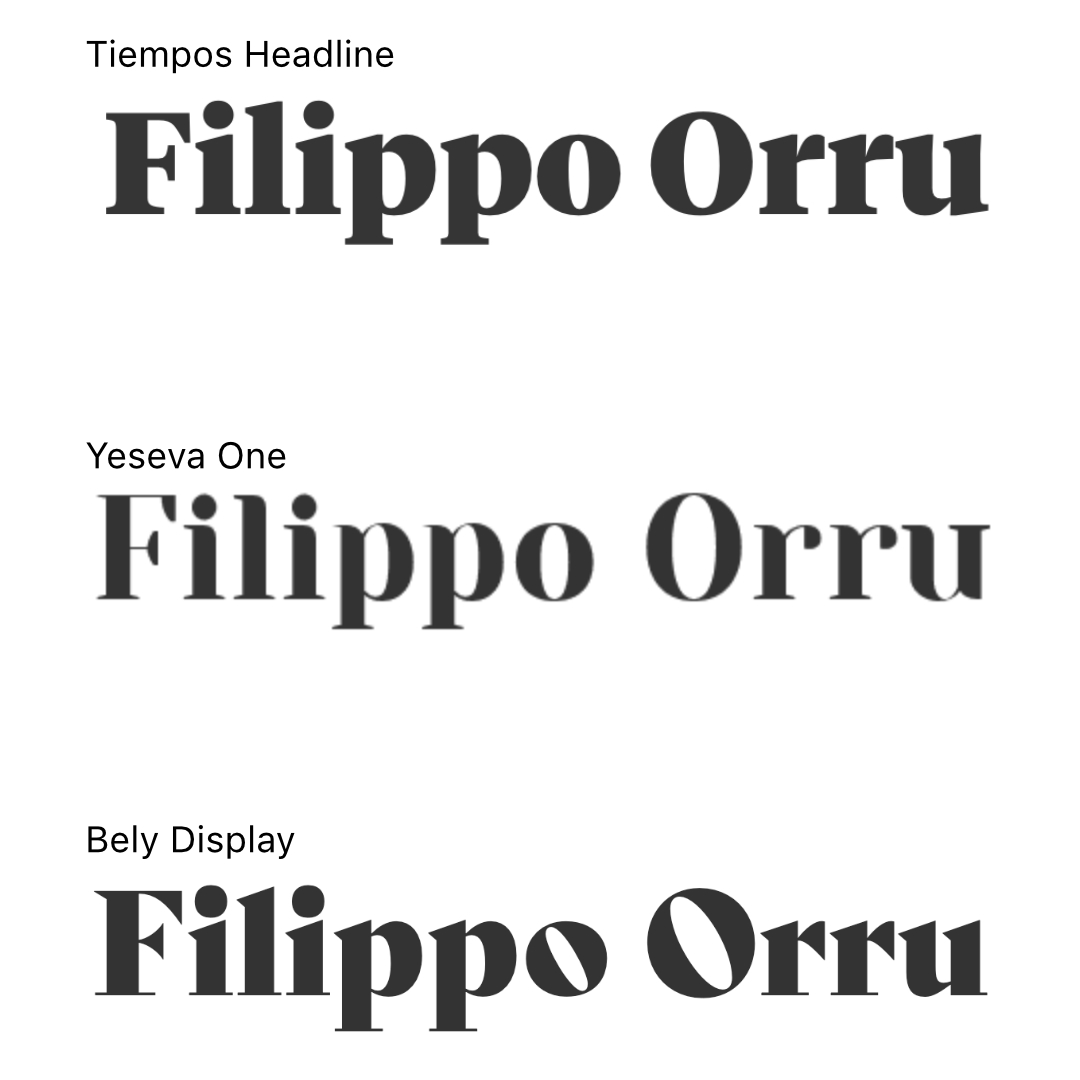 Tiempos Headline
Filippo Orru
Yeseva One
Filippo Orru
Bely Display
Filippo Orru